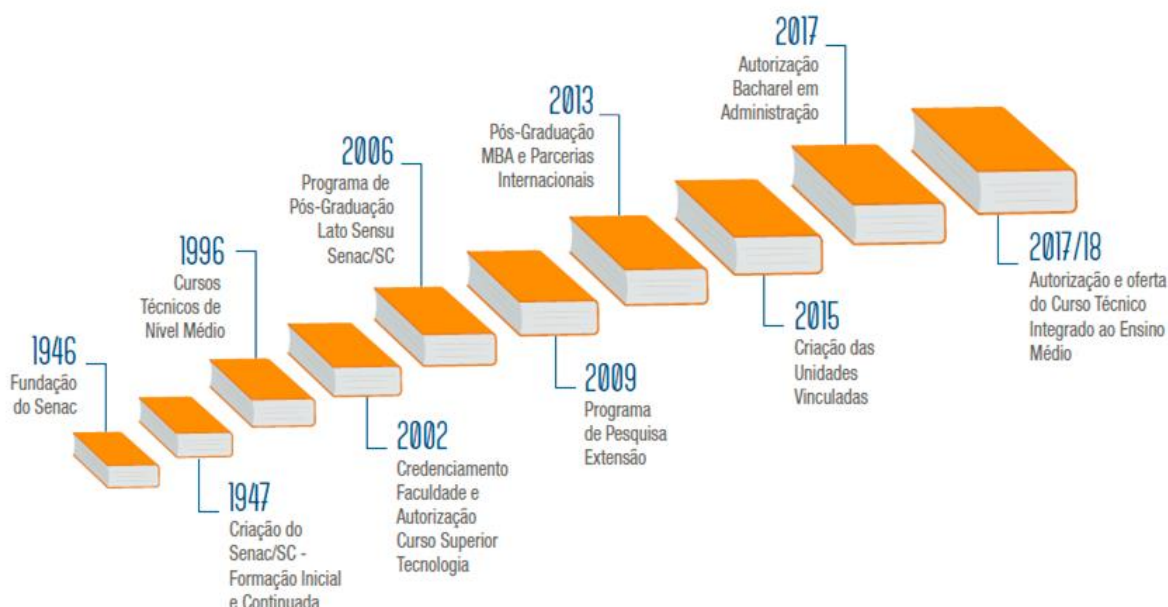 1946
Fundação
do Senac
1947
Criação do
Senac/SC -
Formação Inicial
e Continuada
1996
Cursos
Técnicos de
Nível Médio
2002
Credenciamento
Faculdade e
Autorização
Curso Superior
Tecnologia
2006
Programa de
Pós-Graduação
Lato Sensu
Senac/SC
2009
Programa
de Pesquisa
Extensão
2013
Pós-Graduação
MBA e Parcerias
Internacionais
2015
Criação das
Unidades
Vinculadas
2017
Autorização
Bacharel em
Administração
2017/18
Autorização e oferta
do Curso Técnico
Integrado ao Ensino
Médio